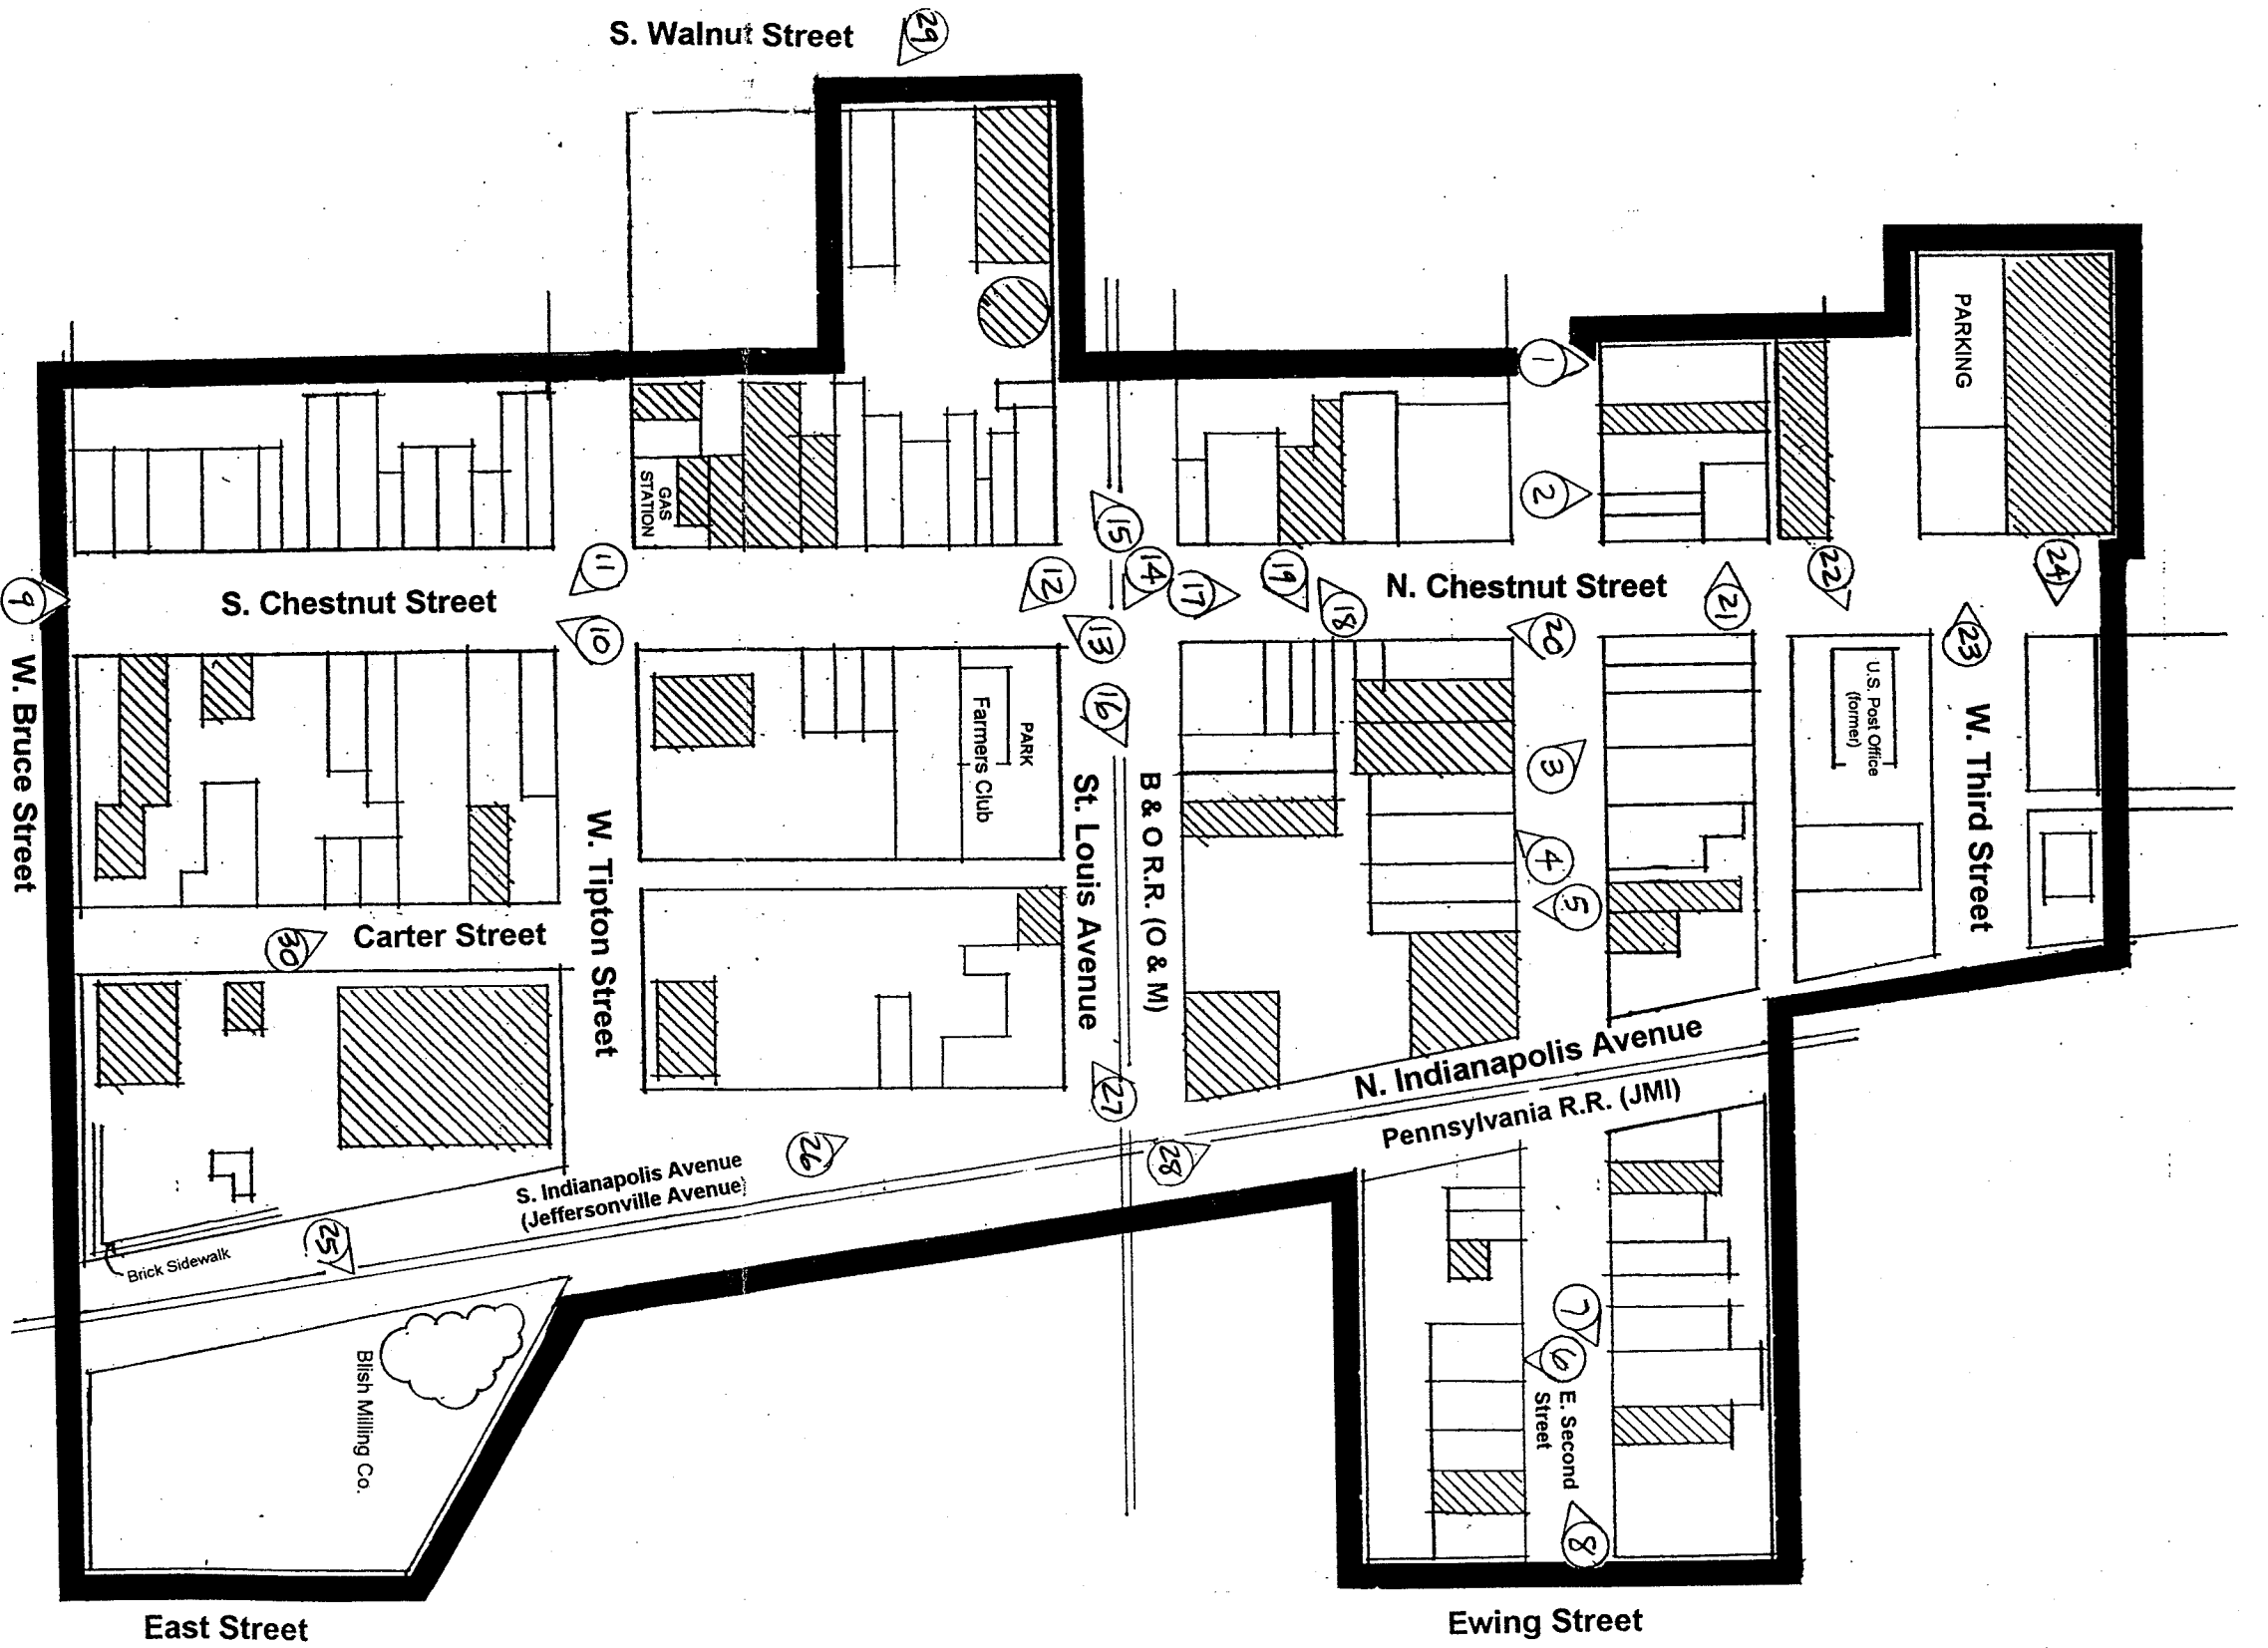 S. Walnut Street
29
PARKING
1
2
GAS
STATION
15
14
17
19
18
22
24
11
12
9
S. Chestnut Street
N. Chestnut Street
10
13
20
21
23
16
3
4
5
W. Bruce Street
W. Tipton Street
PARK
Farmers Club
St. Louis Avenue
B & O R.R. (O & M)
U.S. Post Office
(former)
W. Third Street
30
Carter Street
N. Indianapolis Avenue
Pennsylvania R.R. (JMI)
27
28
26
S. Indianapolis Avenue
(Jeffersonville Avenue)
25
Brick Sidewalk
Blish Milling Co.
7
6
E. Second
Street
8
East Street
Ewing Street